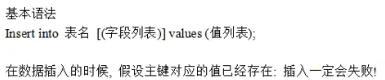 基本语法
Insert into 表名 [(字段列表)] values (值列表);
在数据插入的时候, 假设主键对应的值已经存在: 插入一定会失败!